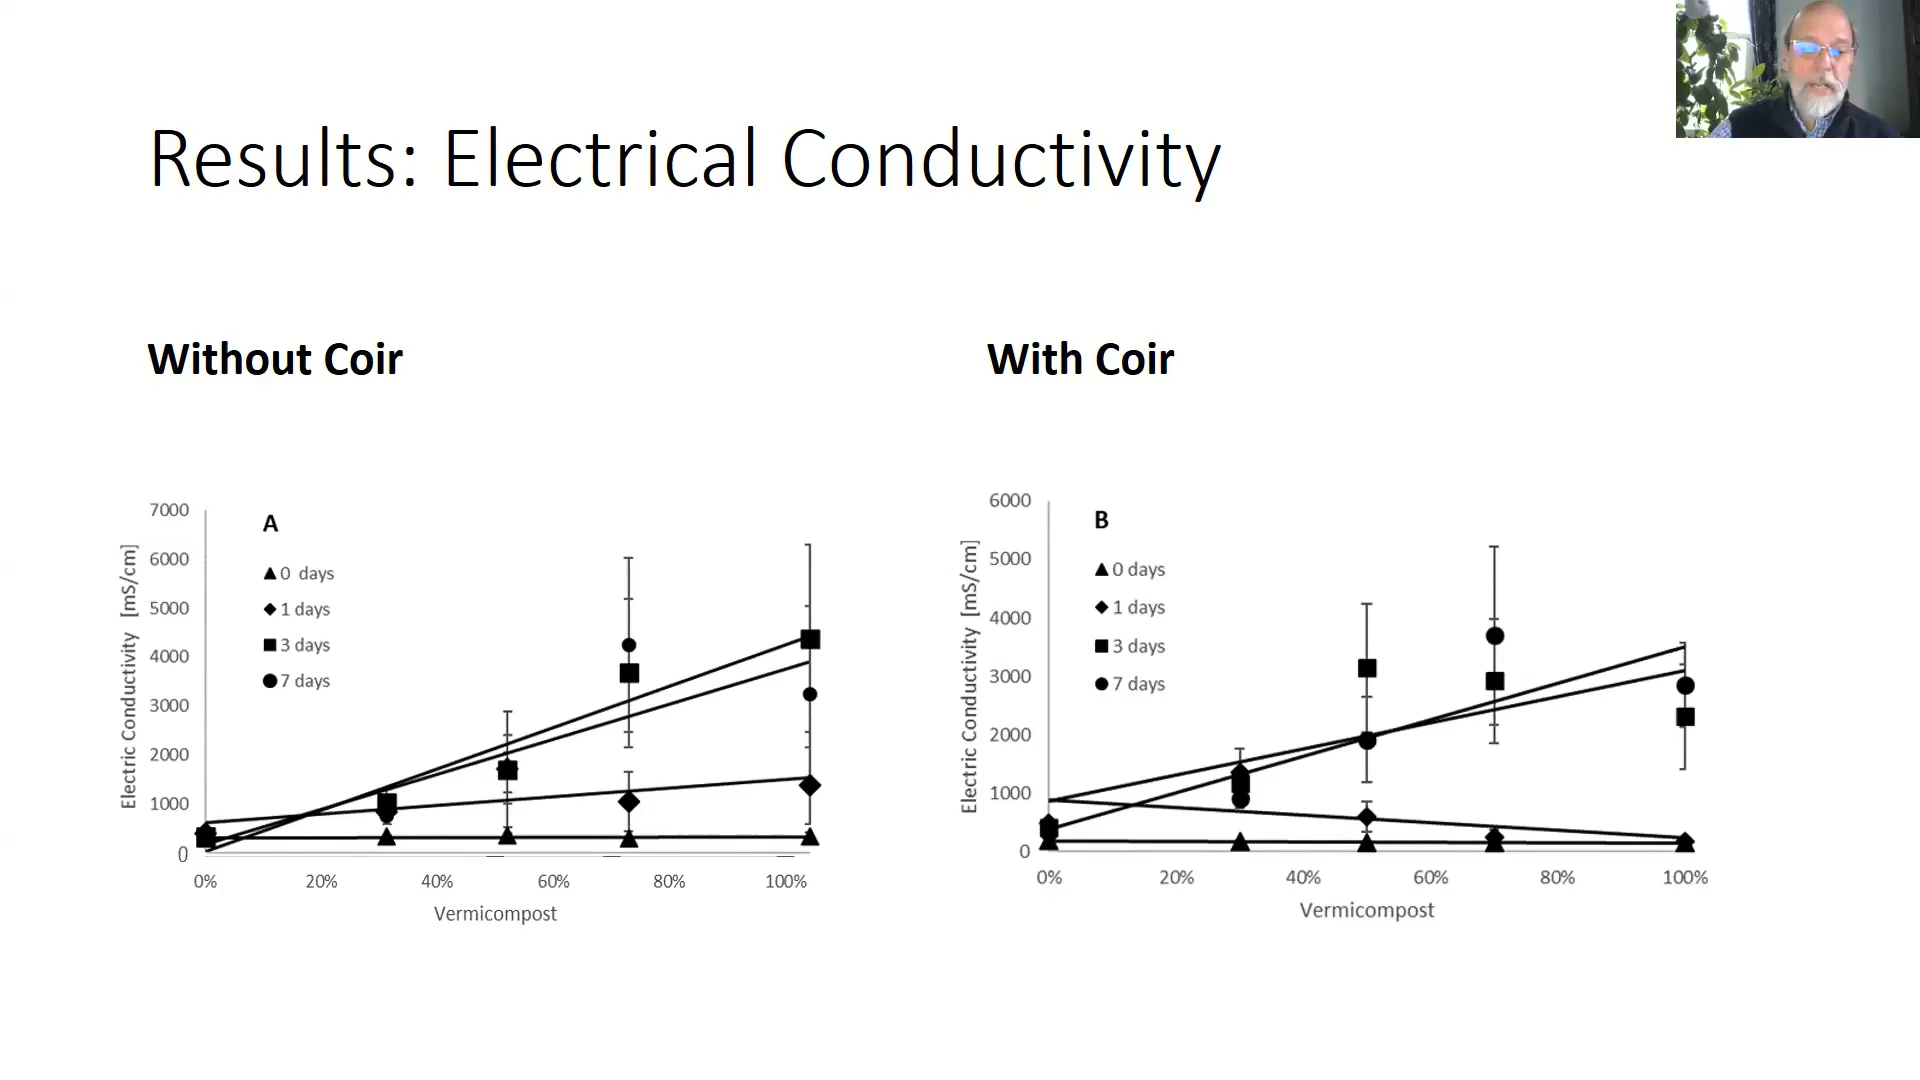 Results: Electrical Conductivity
Without Coir
With Coir
A
▲ 0 days
◆ 1 days
■ 3 days
● 7 days
7000
6000
5000
4000
3000
2000
1000
0
Electric Conductivity [mS/cm]
0% 20% 40% 60% 80% 100%
Vermicompost
B
▲ 0 days
◆ 1 days
■ 3 days
● 7 days
6000
5000
4000
3000
2000
1000
0
Electric Conductivity [mS/cm]
0% 20% 40% 60% 80% 100%
Vermicompost